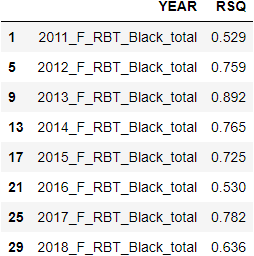 YEAR RSQ
1 2011_F_RBT_Black_total 0.529
5 2012_F_RBT_Black_total 0.759
9 2013_F_RBT_Black_total 0.892
13 2014_F_RBT_Black_total 0.765
17 2015_F_RBT_Black_total 0.725
21 2016_F_RBT_Black_total 0.530
25 2017_F_RBT_Black_total 0.782
29 2018_F_RBT_Black_total 0.636